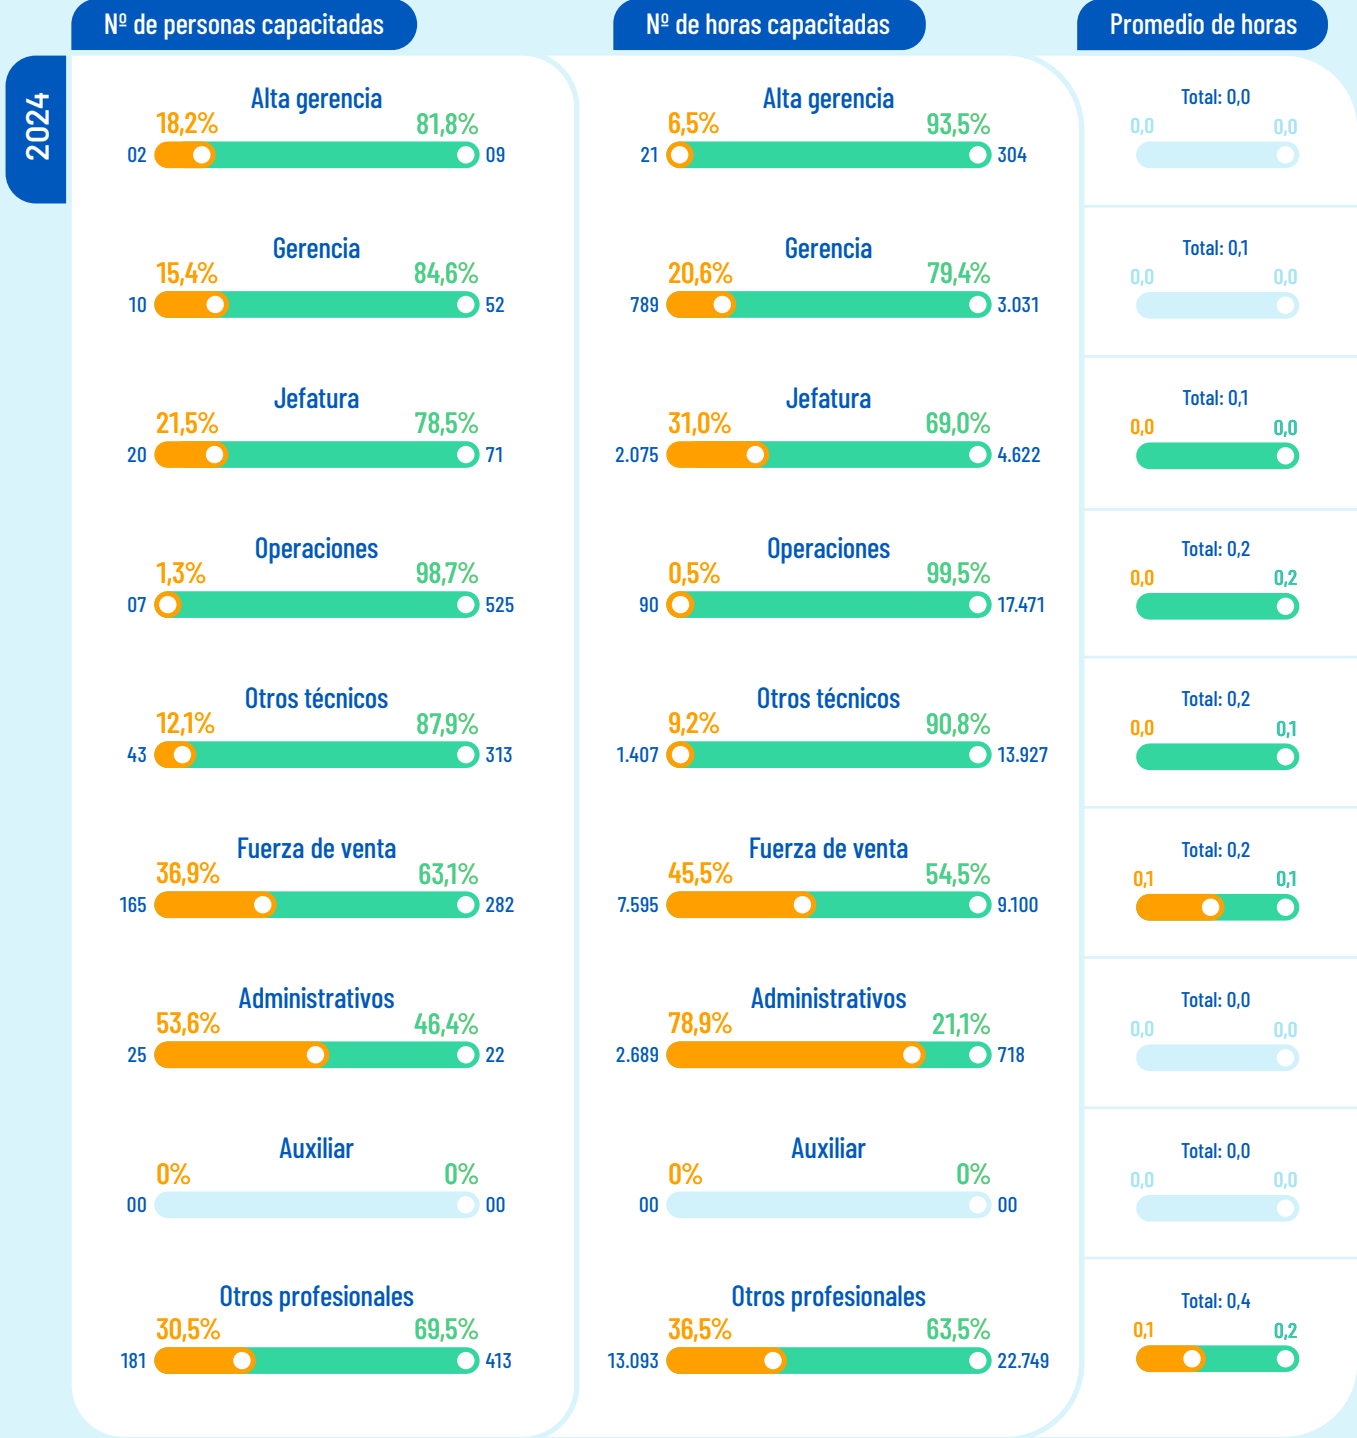 Nº de personas capacitadas
Nº de horas capacitadas
Promedio de horas
2024
Alta gerencia
18,2% 81,8%
02 09
Alta gerencia
6,5% 93,5%
21 304
Total: 0,0
0,0 0,0
Gerencia
15,4% 84,6%
10 52
Gerencia
20,6% 79,4%
789 3.031
Total: 0,1
0,0 0,0
Jefatura
21,5% 78,5%
20 71
Jefatura
31,0% 69,0%
2.075 4.622
Total: 0,1
0,0 0,0
Operaciones
1,3% 98,7%
07 525
Operaciones
0,5% 99,5%
90 17.471
Total: 0,2
0,0 0,2
Otros técnicos
12,1% 87,9%
43 313
Otros técnicos
9,2% 90,8%
1.407 13.927
Total: 0,2
0,0 0,1
Fuerza de venta
36,9% 63,1%
165 282
Fuerza de venta
45,5% 54,5%
7.595 9.100
Total: 0,2
0,1 0,1
Administrativos
53,6% 46,4%
25 22
Administrativos
78,9% 21,1%
2.689 718
Total: 0,0
0,0 0,0
Auxiliar
0% 0%
00 00
Auxiliar
0% 0%
00 00
Total: 0,0
0,0 0,0
Otros profesionales
30,5% 69,5%
181 413
Otros profesionales
36,5% 63,5%
13.093 22.749
Total: 0,4
0,1 0,2